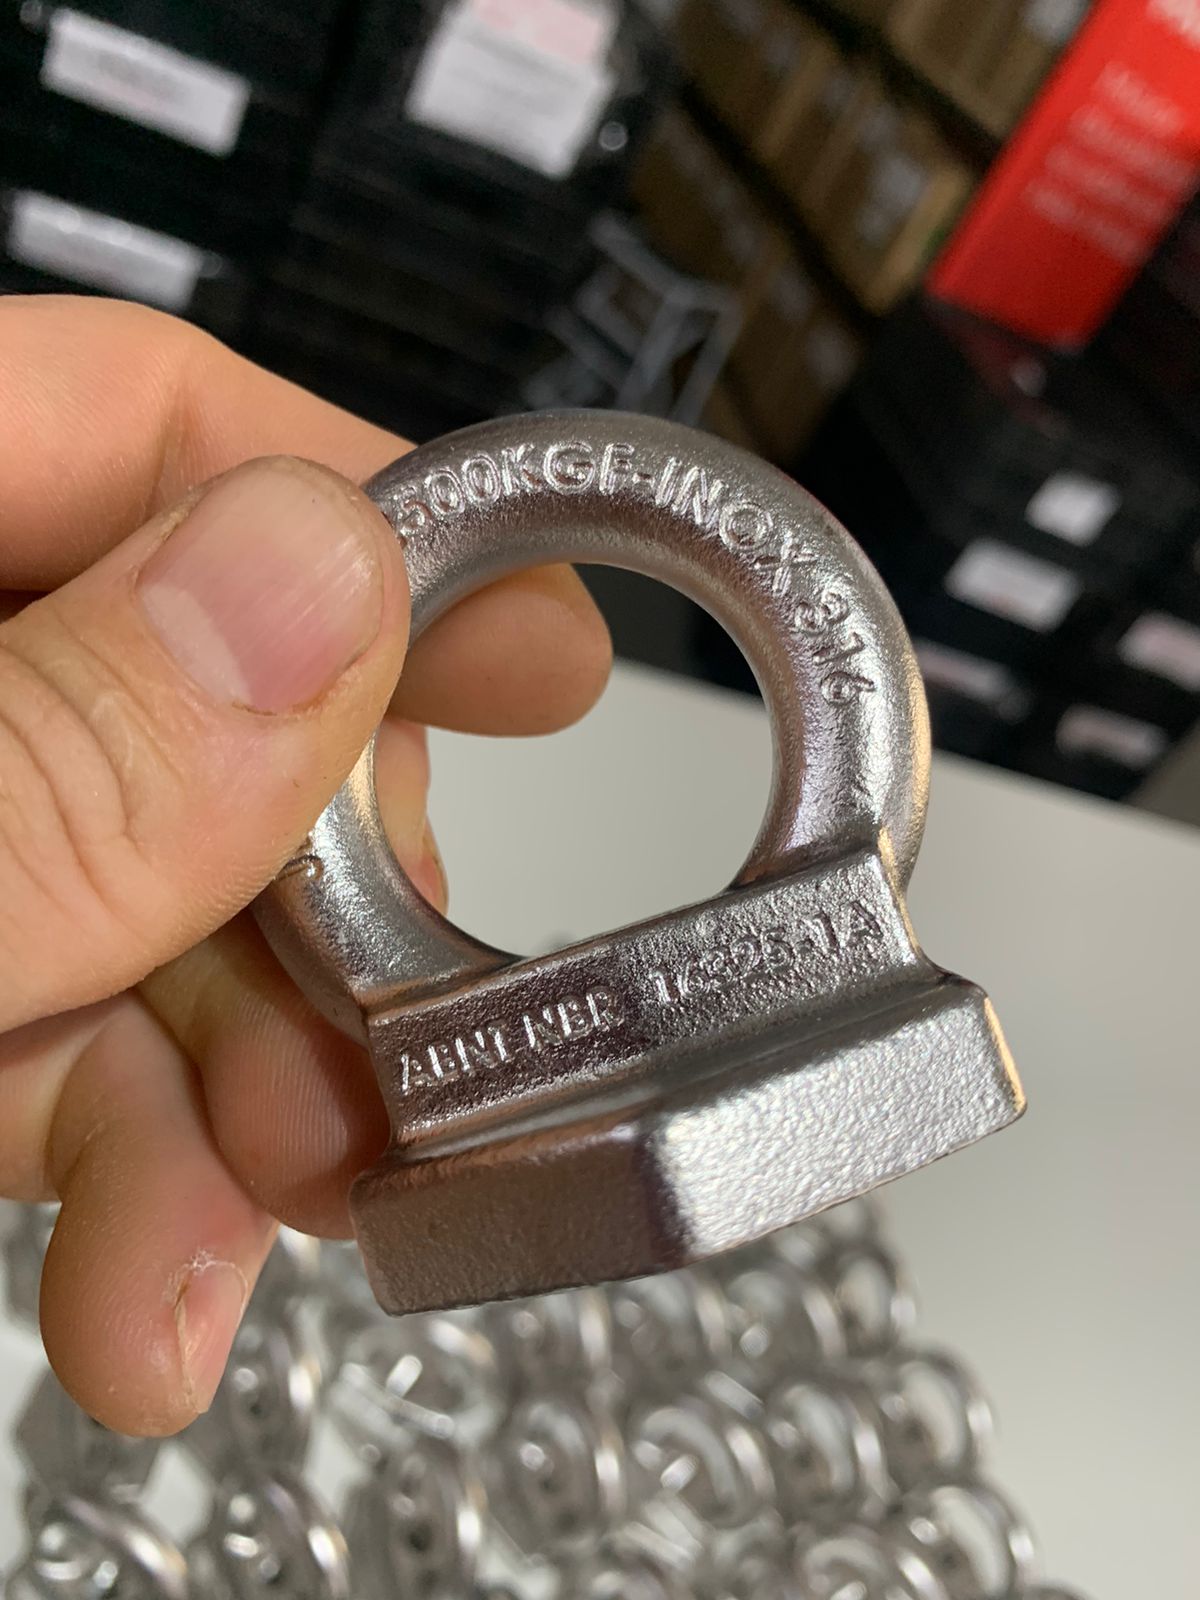 .500KGF-INOX 316
ABNT NBR 16325-1A